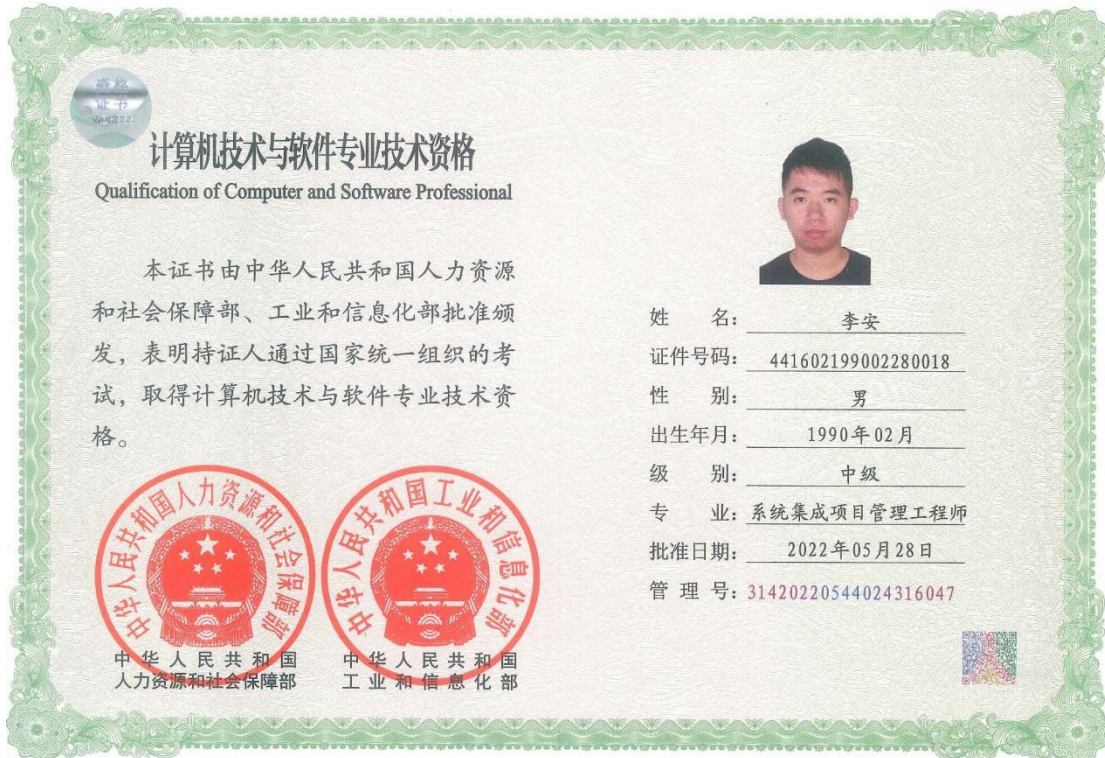 资格
证书
计算机技术与软件专业技术资格
Qualification of Computer and Software Professional
本证书由中华人民共和国人力资源
和社会保障部、工业和信息化部批准颁
发，表明持证人通过国家统一组织的考
试，取得计算机技术与软件专业技术资
格。
中华人民共和国人力资源和社会保障部
中华人民共和国工业和信息化部
中华人民共和国
人力资源和社会保障部
中华人民共和国
工业和信息化部
姓 名： 李安
证件号码： 441602199002280018
性 别： 男
出生年月： 1990年02月
级 别： 中级
专 业： 系统集成项目管理工程师
批准日期： 2022年05月28日
管 理 号： 31420220544024316047